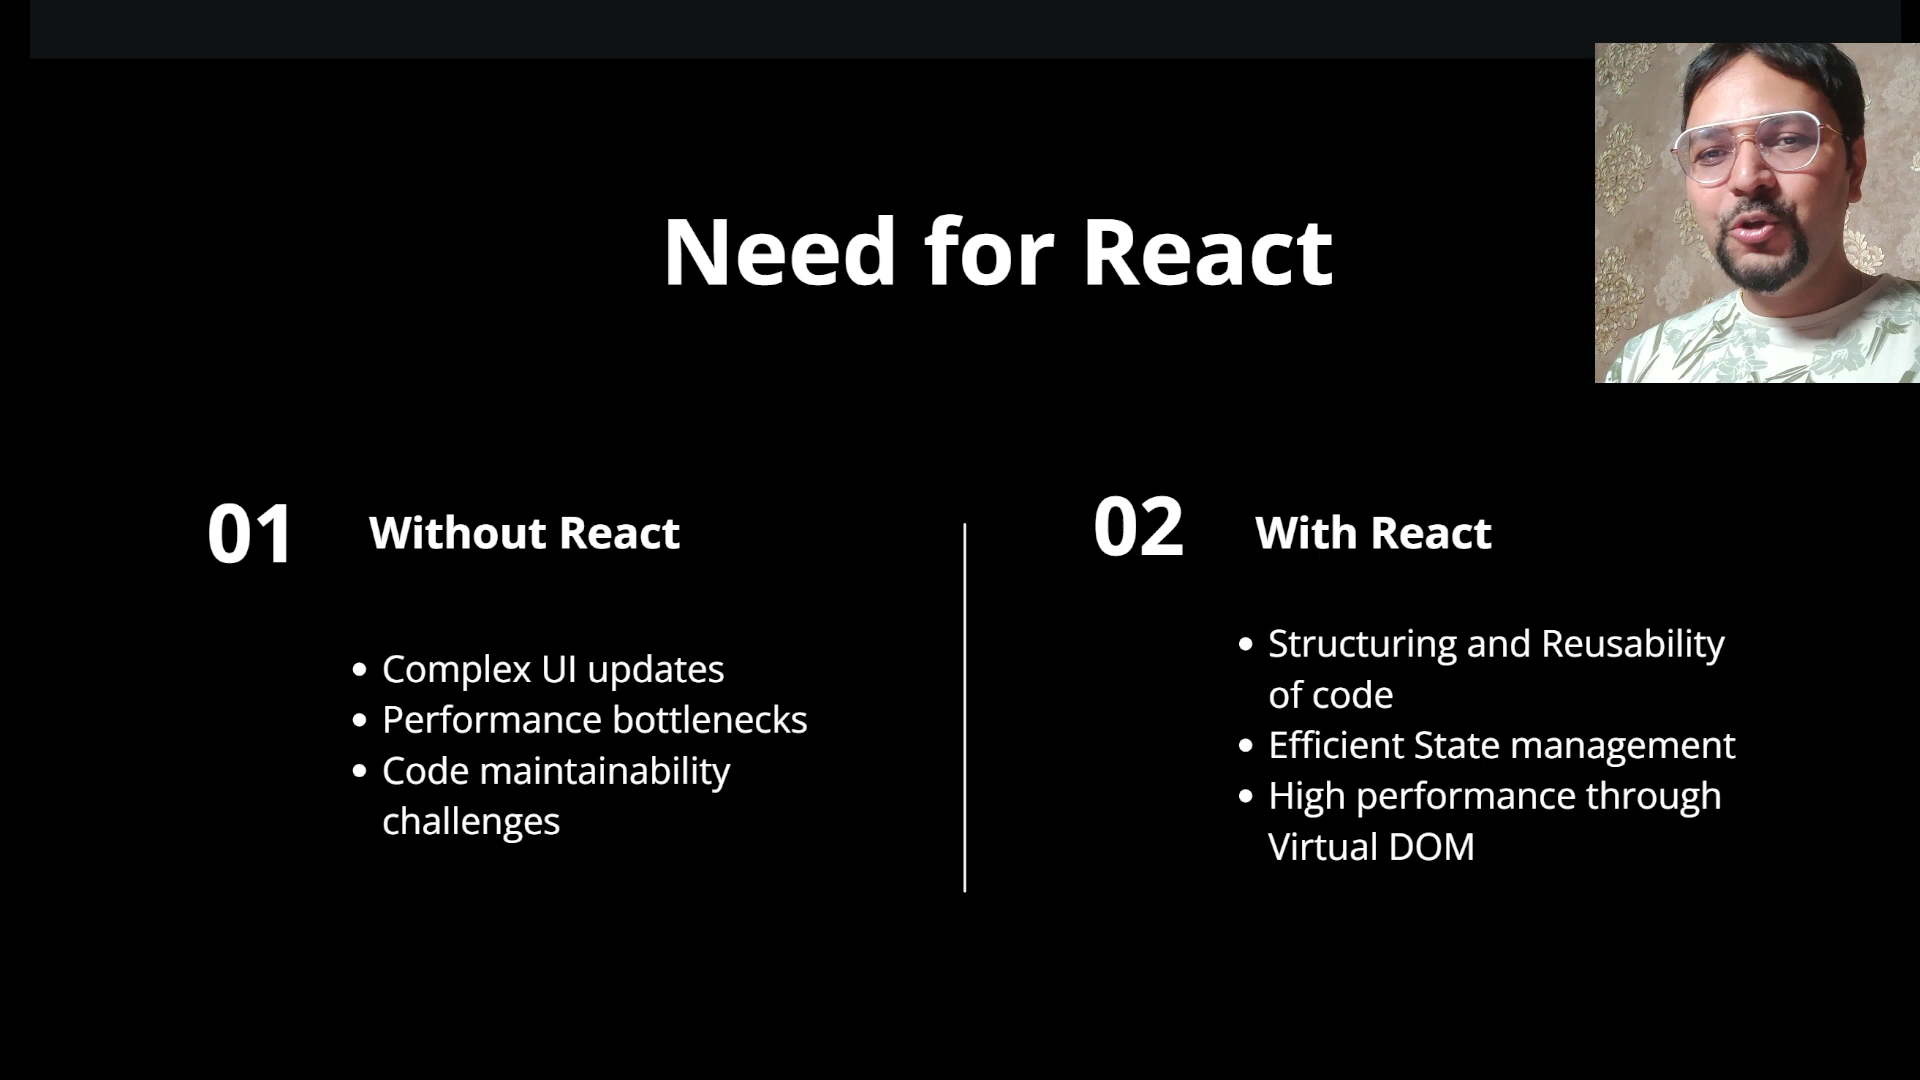 Need for React
01
Without React
Complex UI updates
Performance bottlenecks
Code maintainability
challenges
02
With React
Structuring and Reusability
of code
Efficient State management
High performance through
Virtual DOM